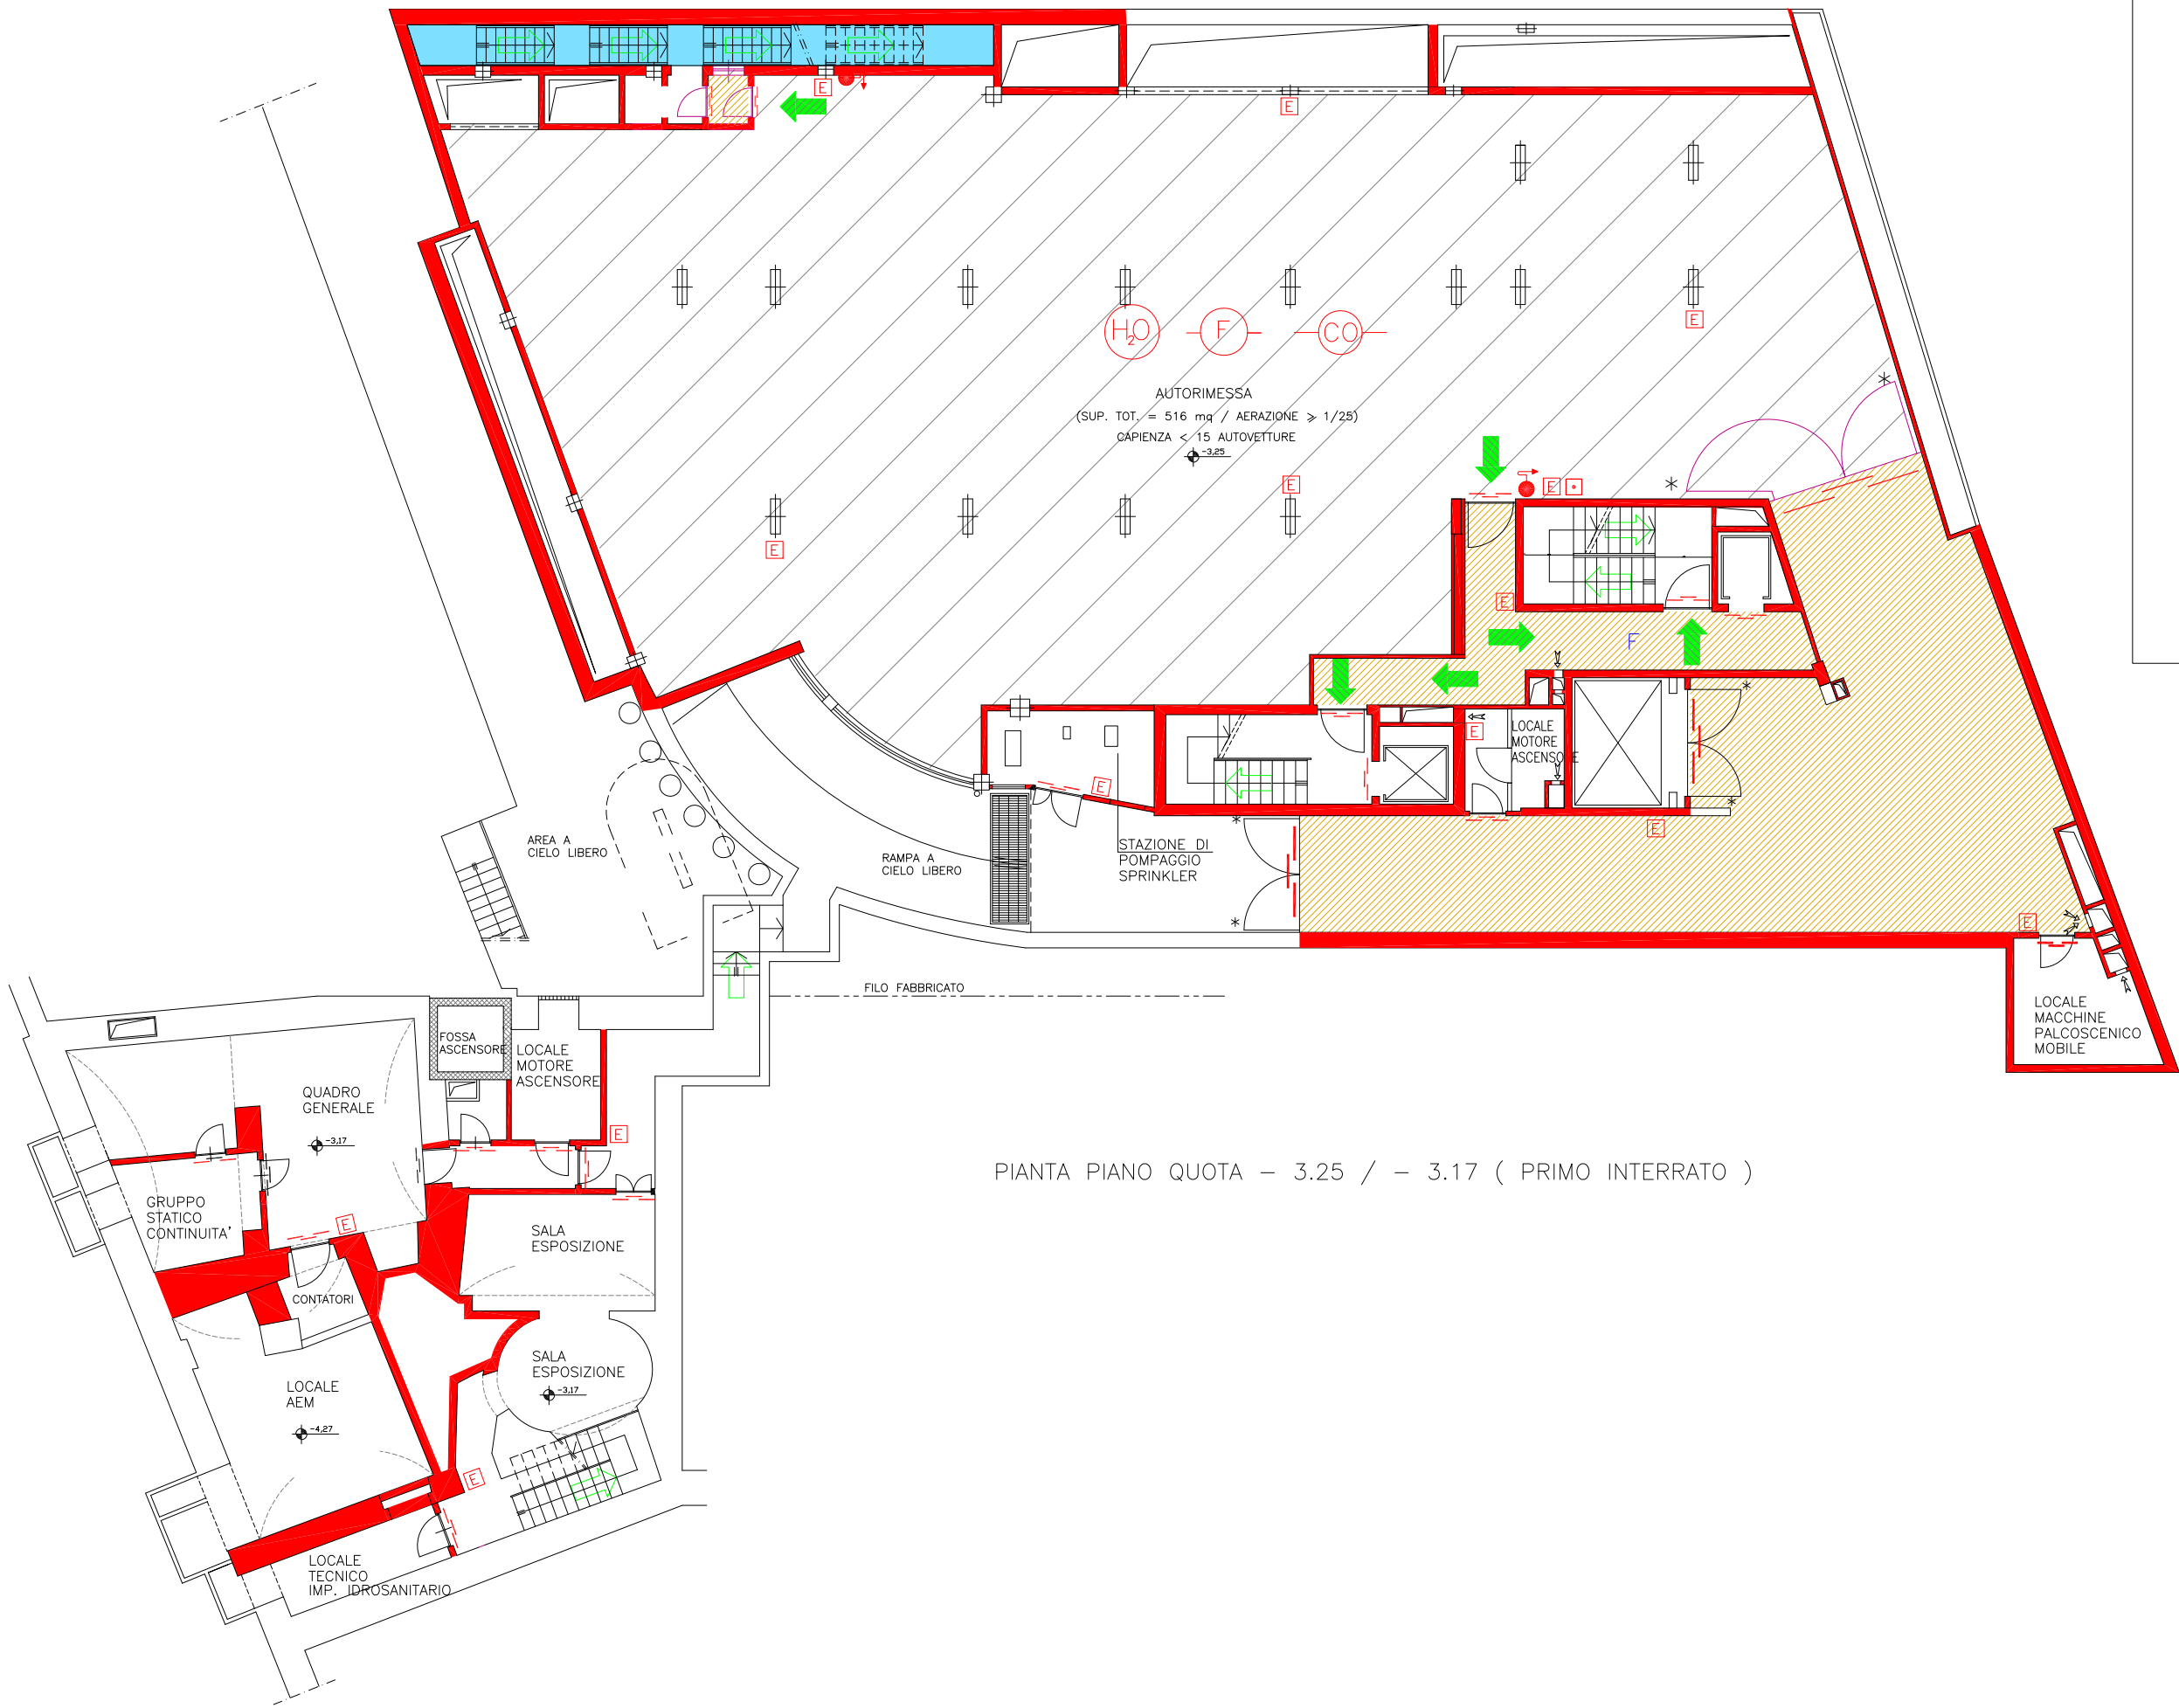 E
E
H2O
F
CO
E
AUTORIMESSA
(SUP. TOT. = 516 mq / AERAZIONE ⩾ 1/25)
CAPIENZA < 15 AUTOVETTURE
-3,25
*
*
E
E
E
E
F
*
E
LOCALE
MOTORE
ASCENSORE
E
*
E
*
STAZIONE DI
POMPAGGIO
SPRINKLER
AREA A
CIELO LIBERO
RAMPA A
CIELO LIBERO
*
E
FILO FABBRICATO
LOCALE
MACCHINE
PALCOSCENICO
MOBILE
FOSSA
ASCENSORE
LOCALE
MOTORE
ASCENSORE
QUADRO
GENERALE
-3,17
E
PIANTA PIANO QUOTA - 3.25 / - 3.17 ( PRIMO INTERRATO )
GRUPPO
STATICO
CONTINUITA'
E
SALA
ESPOSIZIONE
CONTATORI
SALA
ESPOSIZIONE
-3,17
LOCALE
AEM
-4,27
E
LOCALE
TECNICO
IMP. IDROSANITARIO